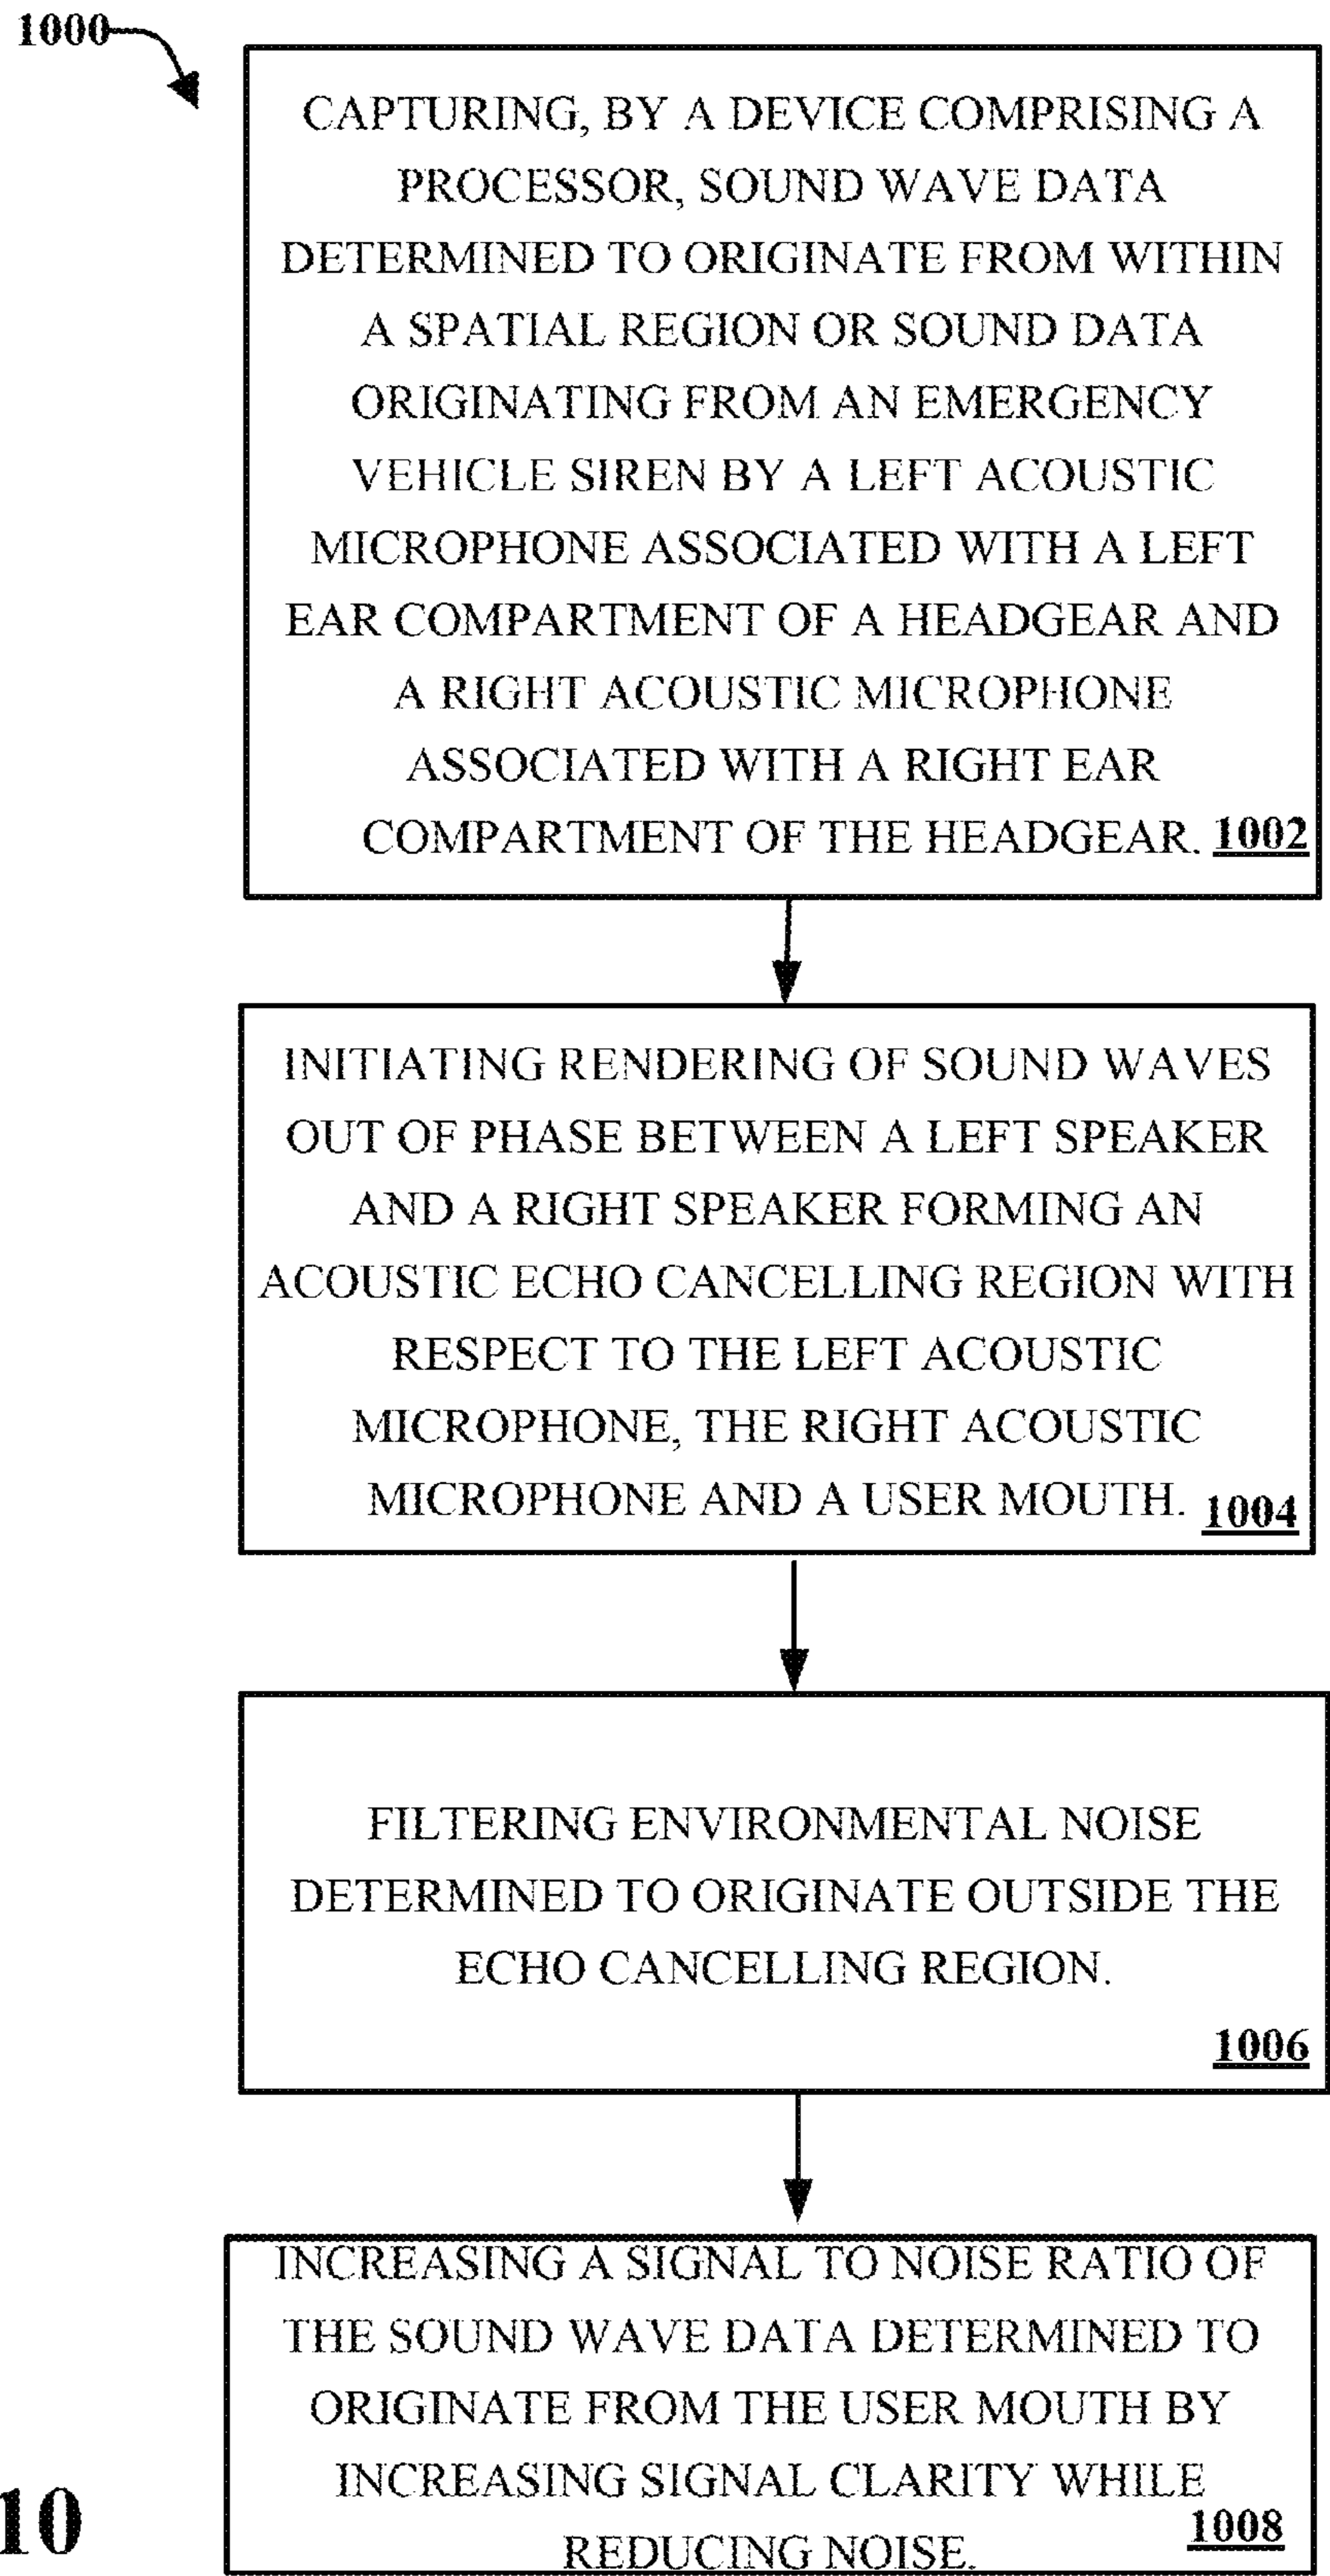 1000
CAPTURING, BY A DEVICE COMPRISING A
PROCESSOR, SOUND WAVE DATA
DETERMINED TO ORIGINATE FROM WITHIN
A SPATIAL REGION OR SOUND DATA
ORIGINATING FROM AN EMERGENCY
VEHICLE SIREN BY A LEFT ACOUSTIC
MICROPHONE ASSOCIATED WITH A LEFT
EAR COMPARTMENT OF A HEADGEAR AND
A RIGHT ACOUSTIC MICROPHONE
ASSOCIATED WITH A RIGHT EAR
COMPARTMENT OF THE HEADGEAR. 1002
INITIATING RENDERING OF SOUND WAVES
OUT OF PHASE BETWEEN A LEFT SPEAKER
AND A RIGHT SPEAKER FORMING AN
ACOUSTIC ECHO CANCELLING REGION WITH
RESPECT TO THE LEFT ACOUSTIC
MICROPHONE, THE RIGHT ACOUSTIC
MICROPHONE AND A USER MOUTH. 1004
FILTERING ENVIRONMENTAL NOISE
DETERMINED TO ORIGINATE OUTSIDE THE
ECHO CANCELLING REGION.
1006
INCREASING A SIGNAL TO NOISE RATIO OF
THE SOUND WAVE DATA DETERMINED TO
ORIGINATE FROM THE USER MOUTH BY
INCREASING SIGNAL CLARITY WHILE
REDUCING NOISE. 1008
10